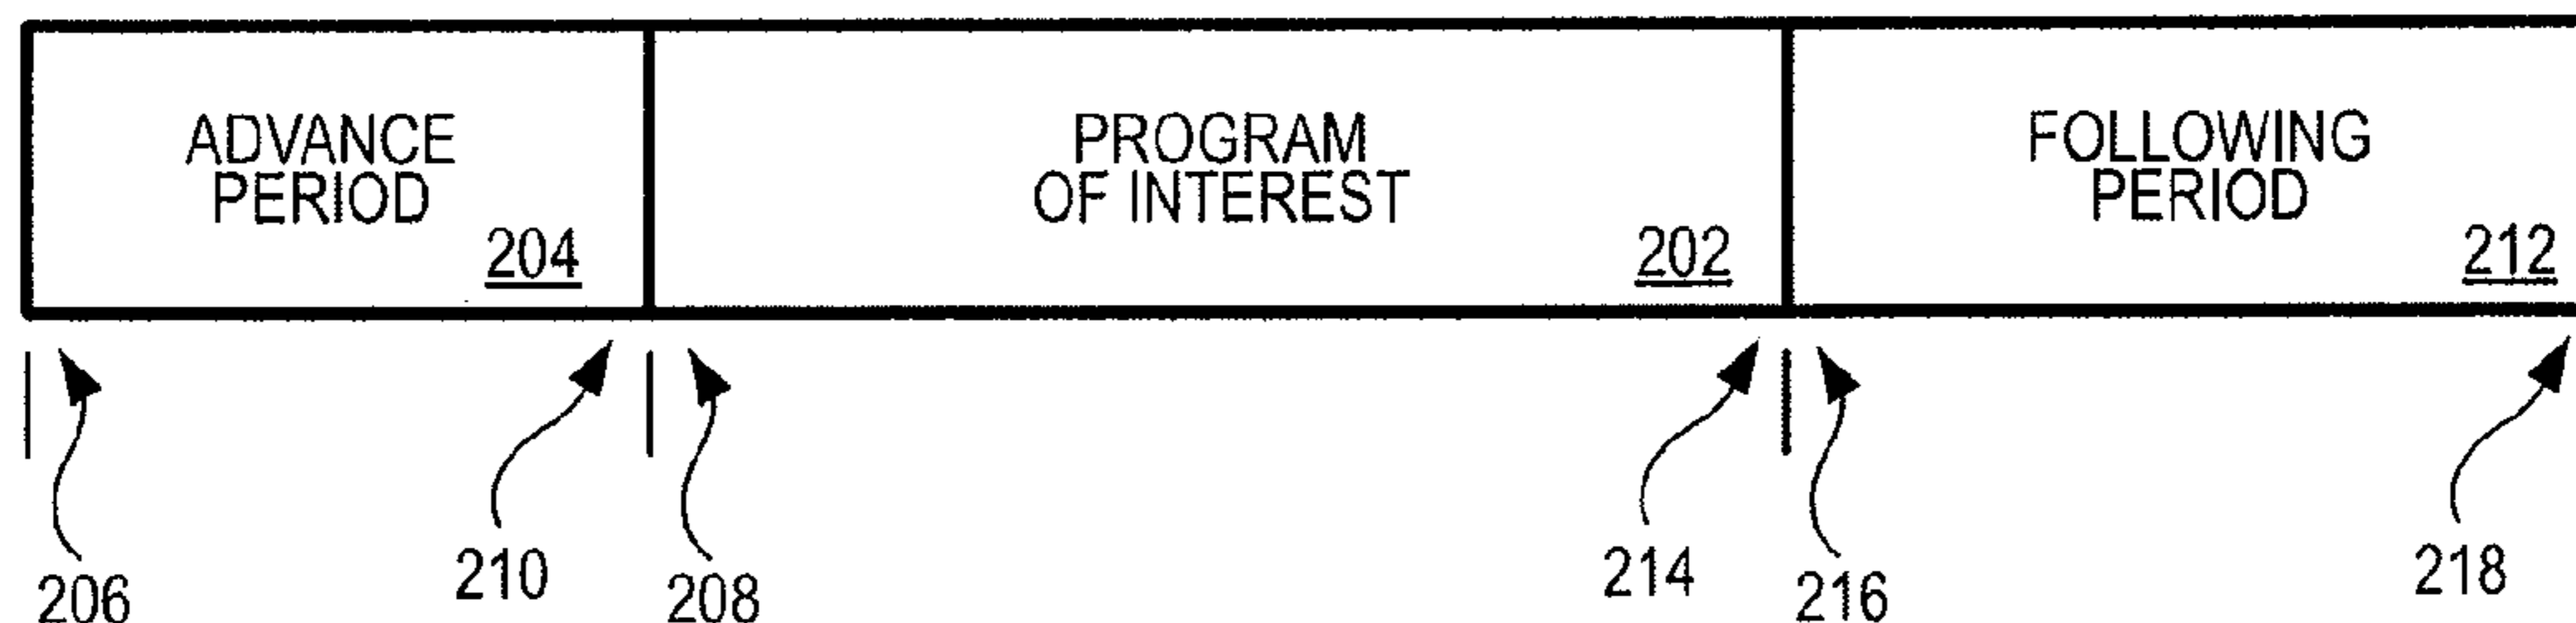 ADVANCE
PERIOD
204
PROGRAM
OF INTEREST
202
FOLLOWING
PERIOD
212
206
210
208
214
216
218